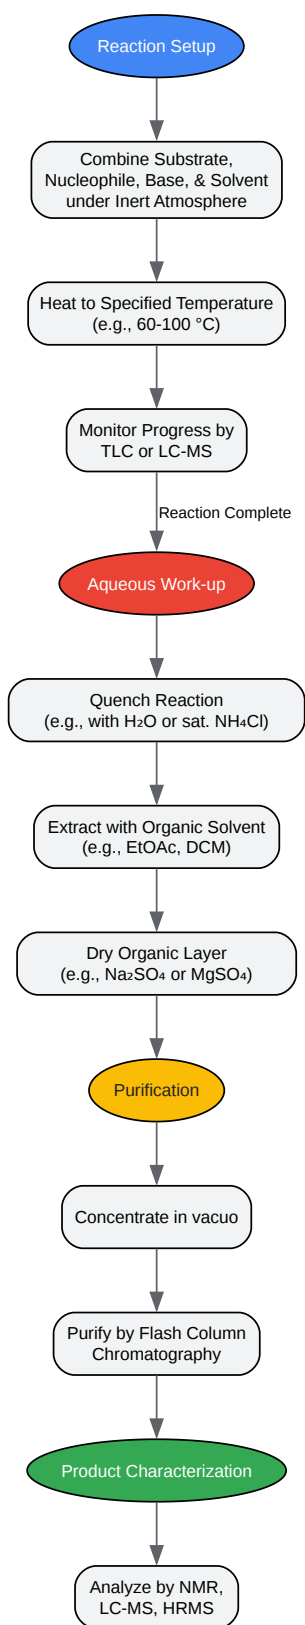 Reaction Setup
Combine Substrate,
Nucleophile, Base, & Solvent
under Inert Atmosphere
Heat to Specified Temperature
(e.g., 60-100 °C)
Monitor Progress by
TLC or LC-MS
Reaction Complete
Aqueous Work-up
Quench Reaction
(e.g., with H₂O or sat. NH₄Cl)
Extract with Organic Solvent
(e.g., EtOAc, DCM)
Dry Organic Layer
(e.g., Na₂SO₄ or MgSO₄)
Purification
Concentrate in vacuo
Purify by Flash Column
Chromatography
Product Characterization
Analyze by NMR,
LC-MS, HRMS